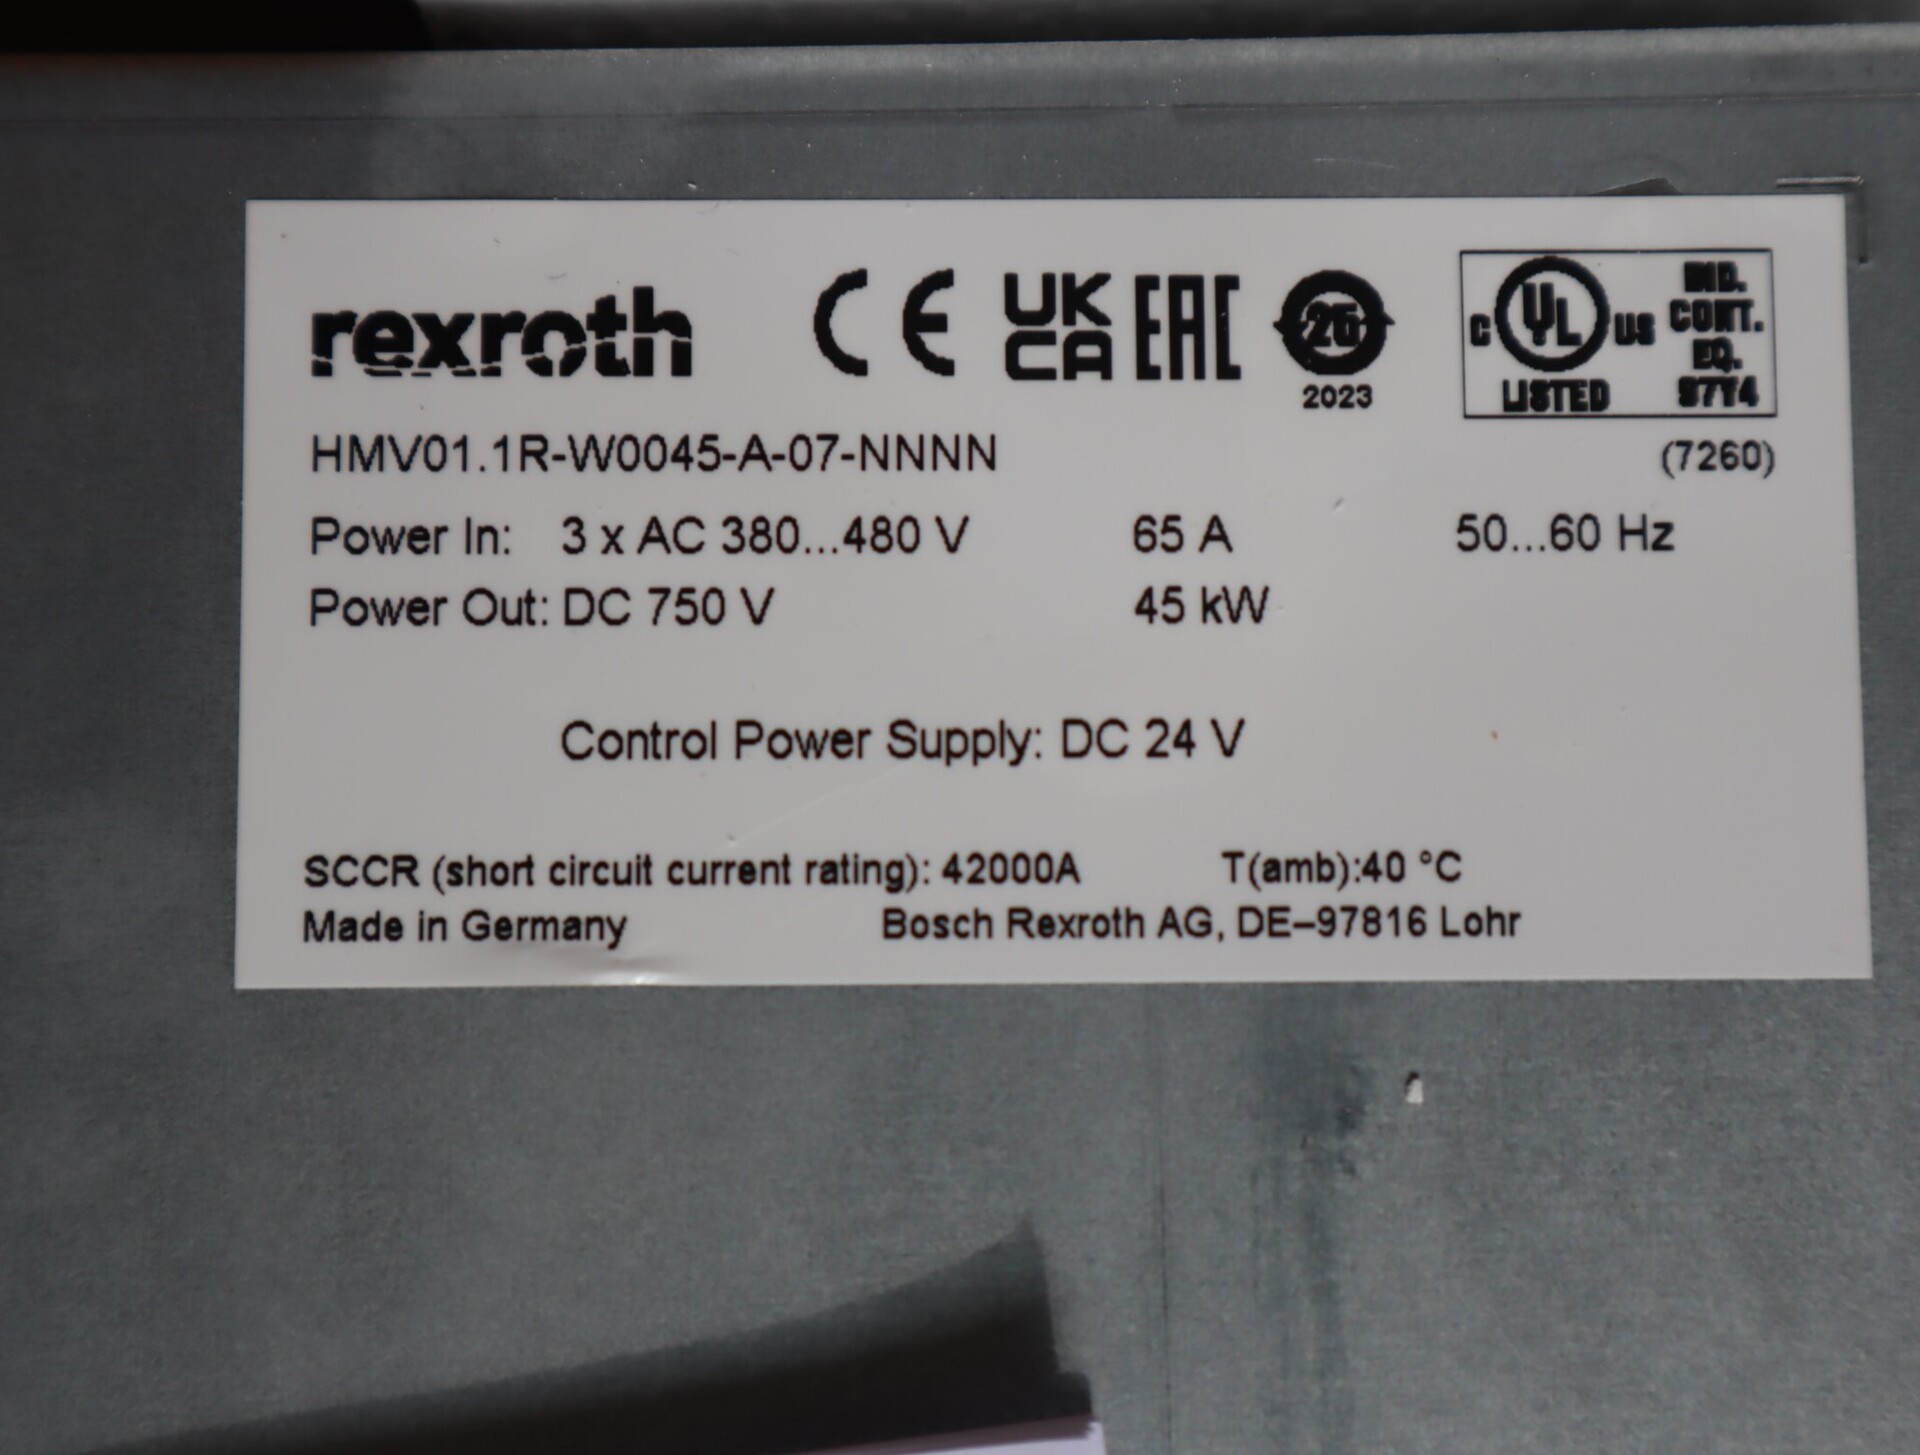 rexroth CE UK CA EAC 25 2023
C UL US LISTED
IND. CONT. EQ. 97Y4
HMV01.1R-W0045-A-07-NNNN (7260)
Power In: 3 x AC 380...480 V 65 A 50...60 Hz
Power Out: DC 750 V 45 kW
Control Power Supply: DC 24 V
SCCR (short circuit current rating): 42000A T(amb):40 °C
Made in Germany Bosch Rexroth AG, DE–97816 Lohr